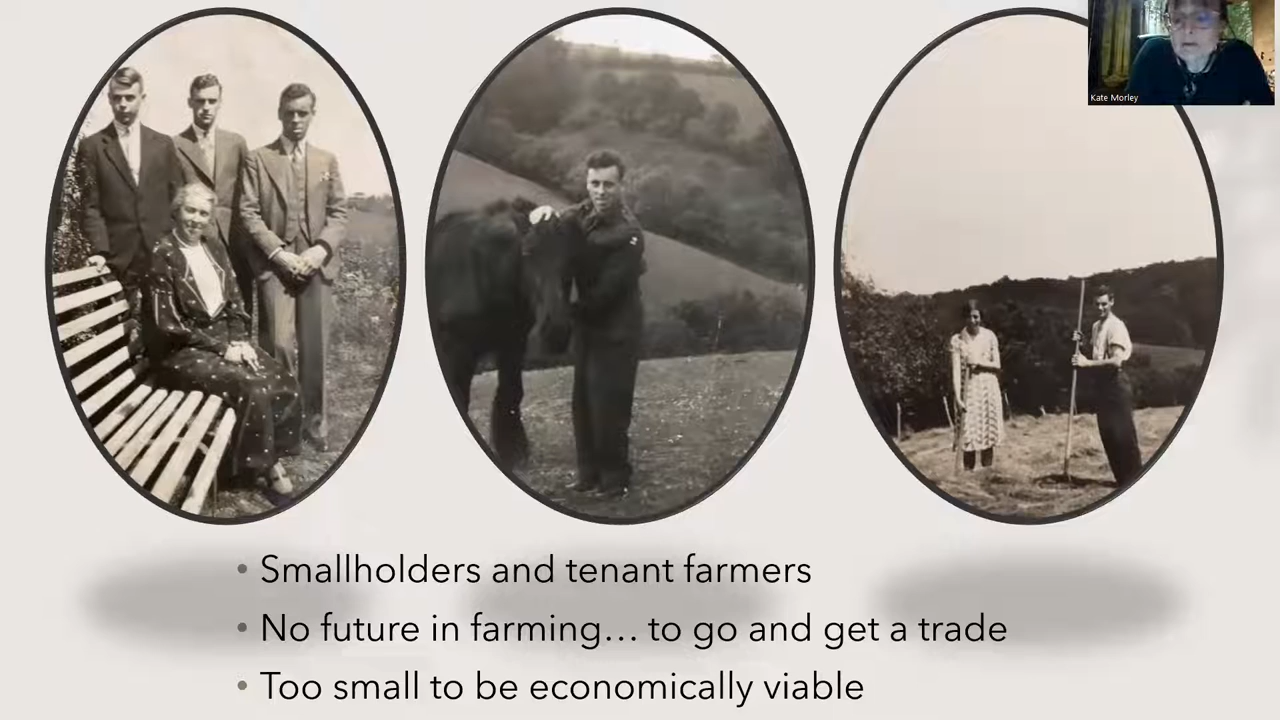 Kate Morley
• Smallholders and tenant farmers
• No future in farming... to go and get a trade
• Too small to be economically viable